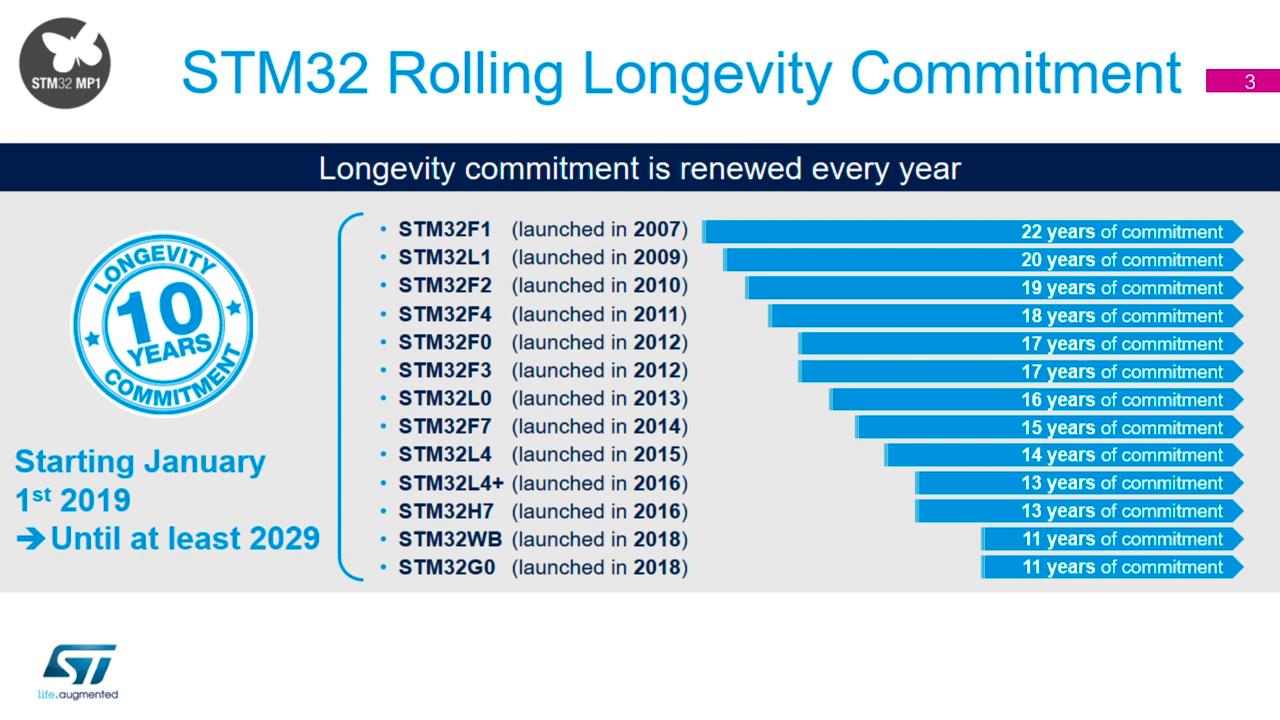 STM32 MP1
STM32 Rolling Longevity Commitment
3
Longevity commitment is renewed every year
LONGEVITY
10
YEARS
COMMITMENT
Starting January
1st 2019
➔ Until at least 2029
• STM32F1 (launched in 2007) 22 years of commitment
• STM32L1 (launched in 2009) 20 years of commitment
• STM32F2 (launched in 2010) 19 years of commitment
• STM32F4 (launched in 2011) 18 years of commitment
• STM32F0 (launched in 2012) 17 years of commitment
• STM32F3 (launched in 2012) 17 years of commitment
• STM32L0 (launched in 2013) 16 years of commitment
• STM32F7 (launched in 2014) 15 years of commitment
• STM32L4 (launched in 2015) 14 years of commitment
• STM32L4+ (launched in 2016) 13 years of commitment
• STM32H7 (launched in 2016) 13 years of commitment
• STM32WB (launched in 2018) 11 years of commitment
• STM32G0 (launched in 2018) 11 years of commitment
ST
life.augmented